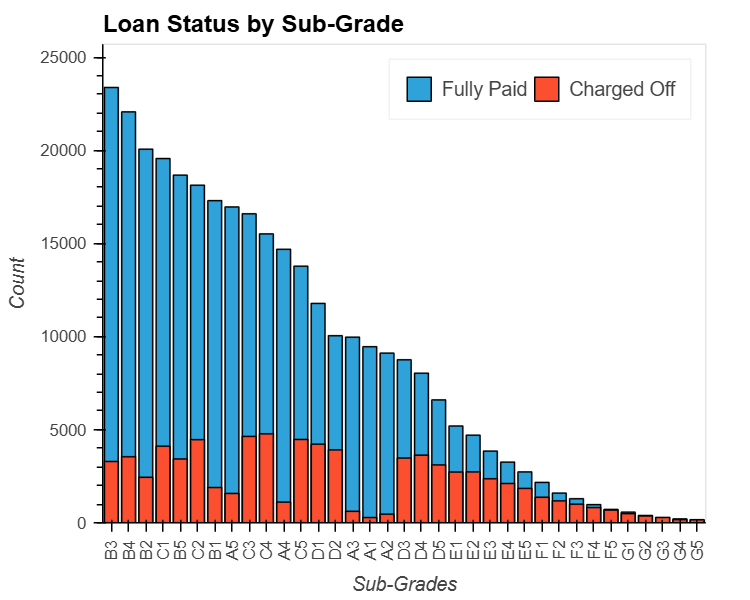 Loan Status by Sub-Grade
Fully Paid Charged Off
25000
20000
15000
10000
5000
0
Count
B3 B4 B2 C1 B5 C2 B1 A5 C3 C4 A4 C5 D1 D2 A3 A1 A2 D3 D4 D5 E1 E2 E3 E4 E5 F1 F2 F3 F4 F5 G1 G2 G3 G4 G5
Sub-Grades